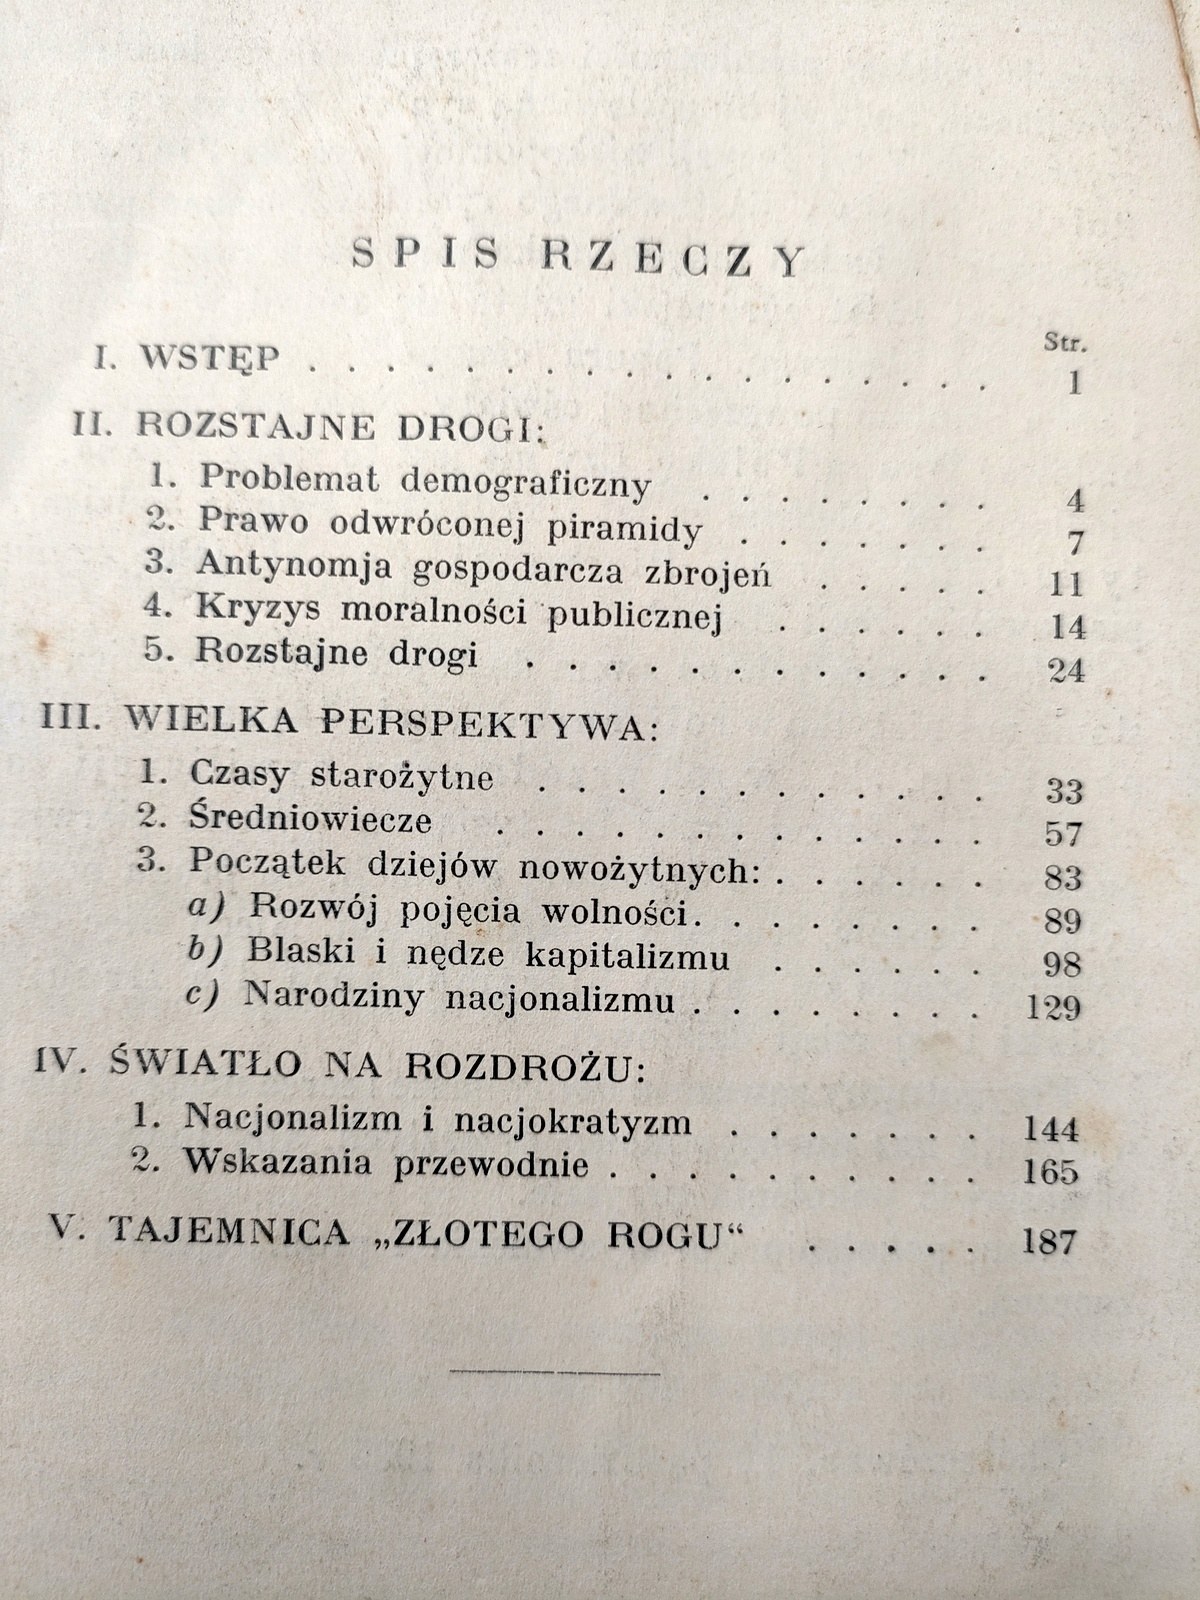 SPIS RZECZY
Str.
I. WSTĘP . . . . . . . . . . . . . . . . . . 1
II. ROZSTAJNE DROGI:
1. Problemat demograficzny . . . . . . . . 4
2. Prawo odwróconej piramidy . . . . . . . 7
3. Antynomja gospodarcza zbrojeń . . . . . 11
4. Kryzys moralności publicznej . . . . . . 14
5. Rozstajne drogi . . . . . . . . . . . . 24
III. WIELKA PERSPEKTYWA:
1. Czasy starożytne . . . . . . . . . . . . 33
2. Średniowiecze . . . . . . . . . . . . . 57
3. Początek dziejów nowożytnych: . . . . . . 83
a) Rozwój pojęcia wolności . . . . . . . . 89
b) Blaski i nędze kapitalizmu . . . . . . 98
c) Narodziny nacjonalizmu . . . . . . . . 129
IV. ŚWIATŁO NA ROZDROŻU:
1. Nacjonalizm i nacjokratyzm . . . . . . . 144
2. Wskazania przewodnie . . . . . . . . . . 165
V. TAJEMNICA „ZŁOTEGO ROGU“ . . . . . 187